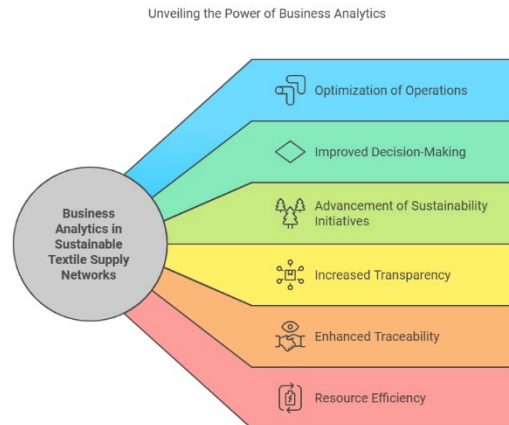 Unveiling the Power of Business Analytics
Business
Analytics in
Sustainable
Textile Supply
Networks
Optimization of Operations
Improved Decision-Making
Advancement of Sustainability
Initiatives
Increased Transparency
Enhanced Traceability
Resource Efficiency